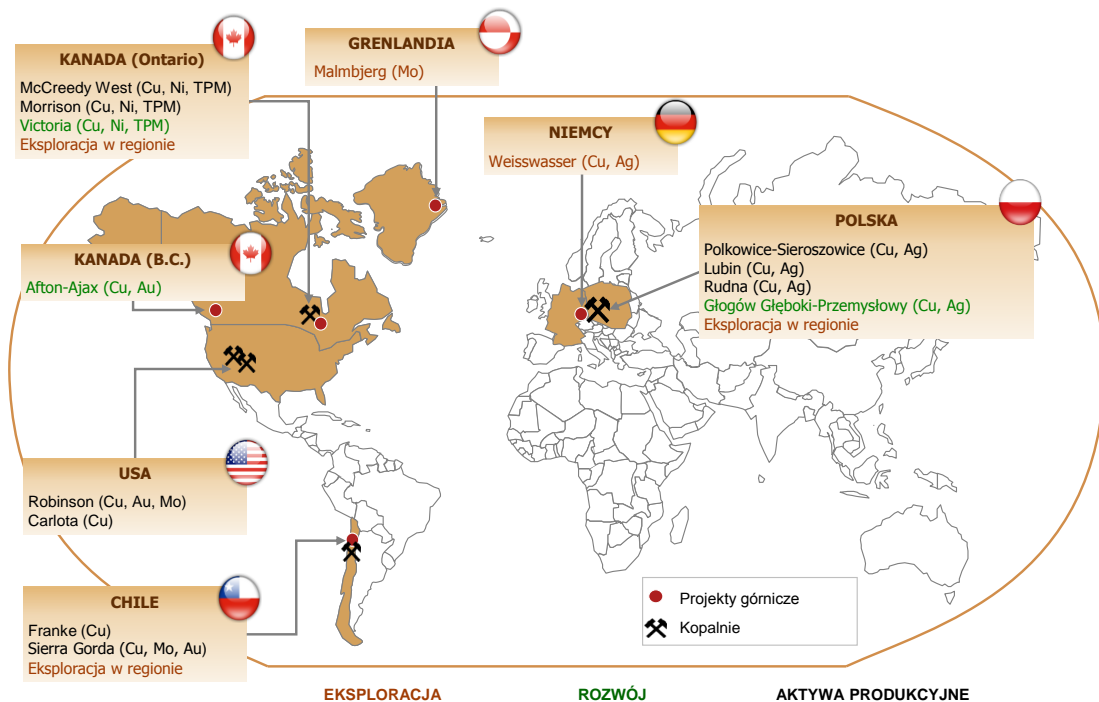 KANADA (Ontario)
McCreedy West (Cu, Ni, TPM)
Morrison (Cu, Ni, TPM)
Victoria (Cu, Ni, TPM)
Eksploracja w regionie
GRENLANDIA
Malmbjerg (Mo)
NIEMCY
Weisswasser (Cu, Ag)
POLSKA
Polkowice-Sieroszowice (Cu, Ag)
Lubin (Cu, Ag)
Rudna (Cu, Ag)
Głogów Głęboki-Przemysłowy (Cu, Ag)
Eksploracja w regionie
KANADA (B.C.)
Afton-Ajax (Cu, Au)
USA
Robinson (Cu, Au, Mo)
Carlota (Cu)
CHILE
Franke (Cu)
Sierra Gorda (Cu, Mo, Au)
Eksploracja w regionie
Projekty górnicze
Kopalnie
EKSPLORACJA
ROZWÓJ
AKTYWA PRODUKCYJNE